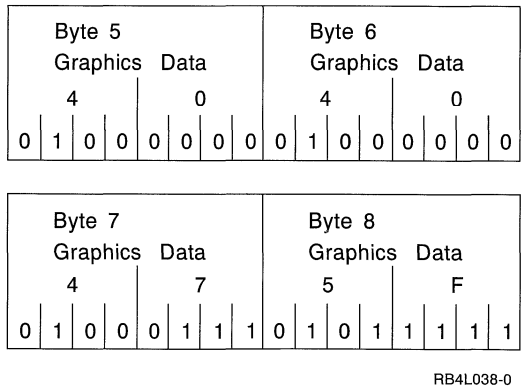 Byte 5 Byte 6
Graphics Data Graphics Data
4 0 4 0
0 1 0 0 0 0 0 0 0 1 0 0 0 0 0 0
Byte 7 Byte 8
Graphics Data Graphics Data
4 7 5 F
0 1 0 0 0 1 1 1 0 1 0 1 1 1 1 1
RB4L038-0